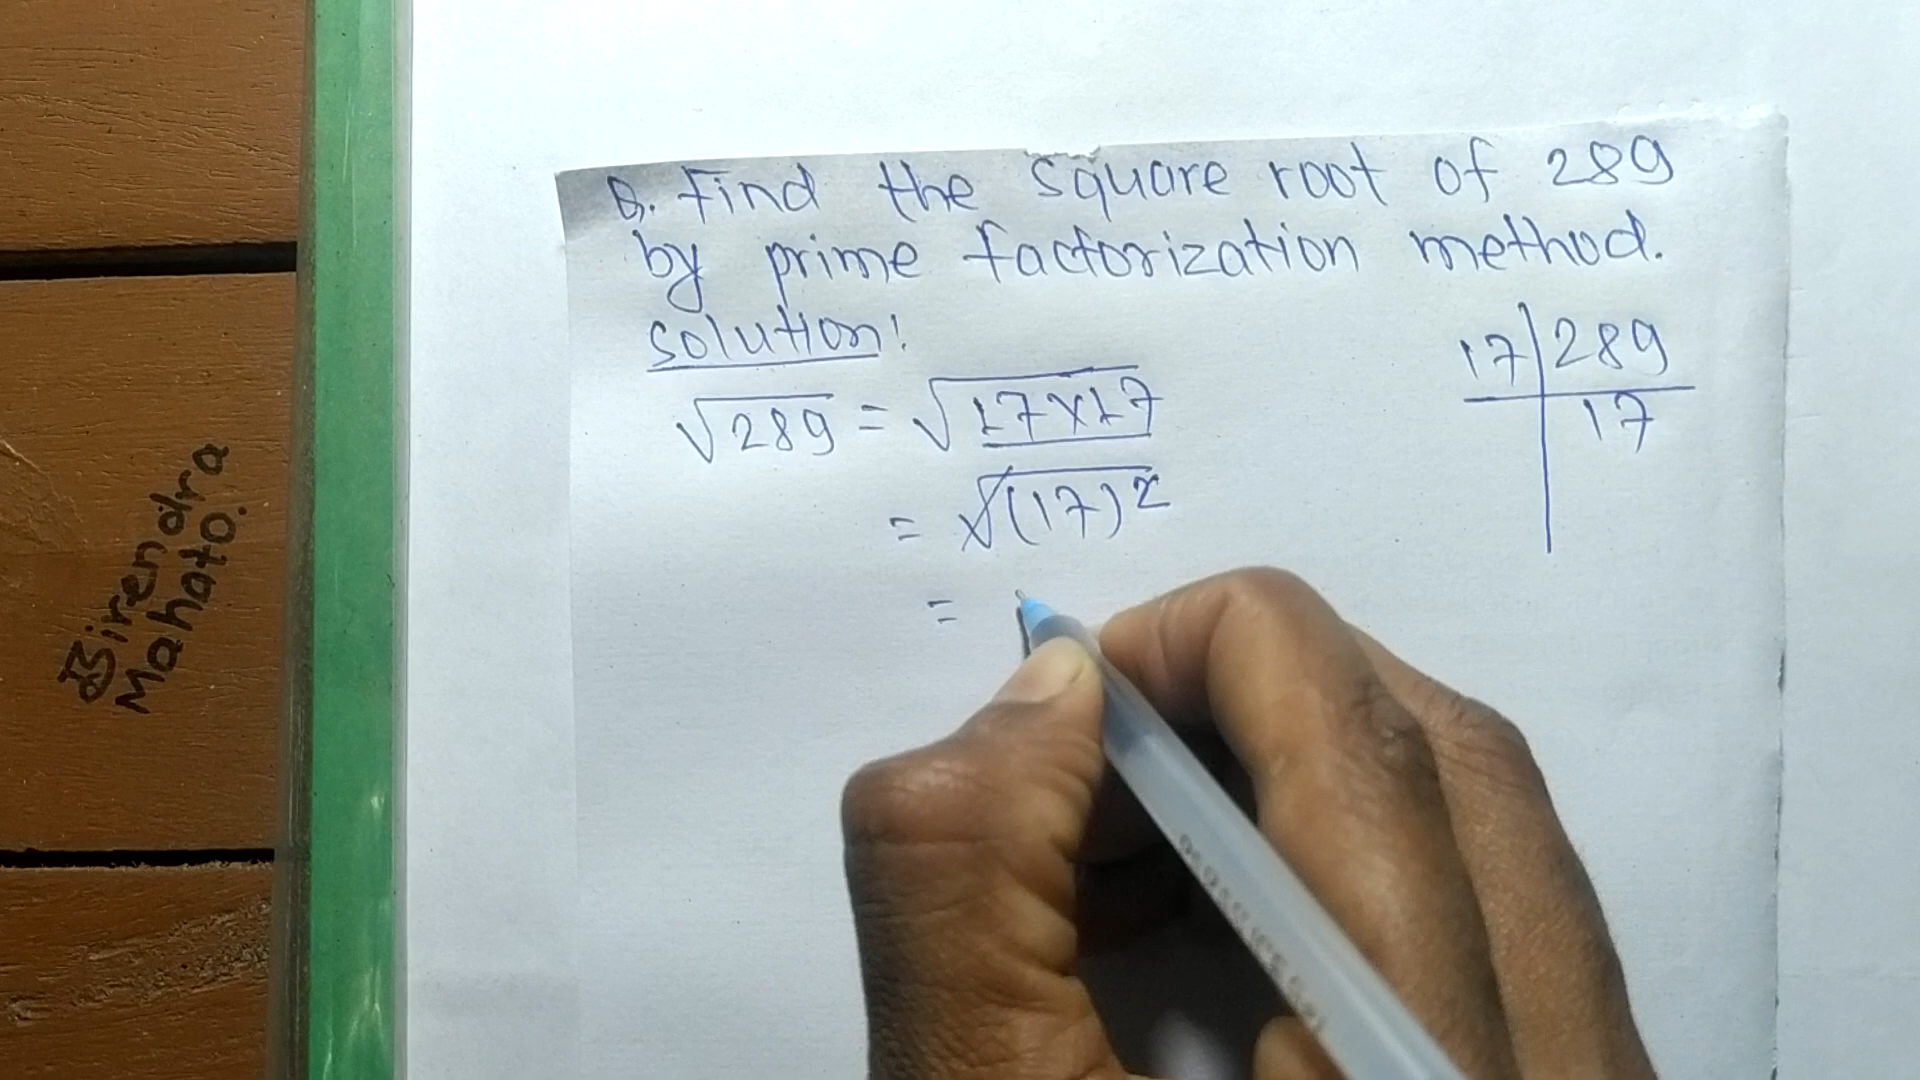 Q. Find the square root of 289
by prime factorization method.
Solution:
√289 = √17×17
= √(17)²
=
17 | 289
17
Birendra
Mahato.